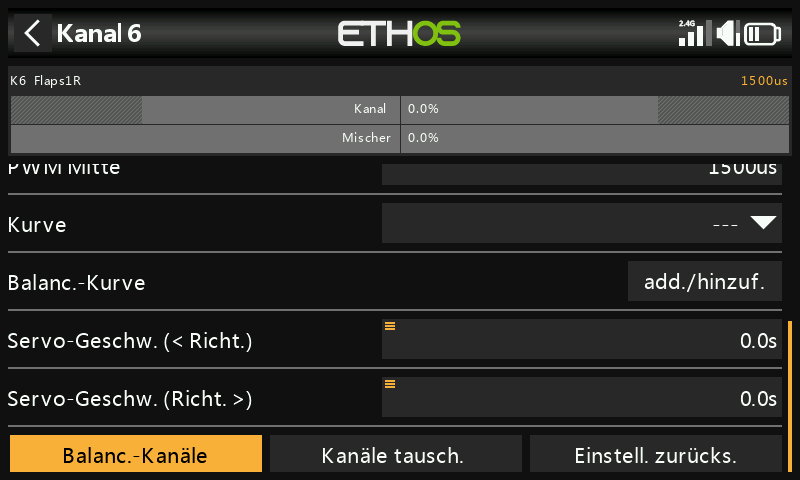 Kanal 6
ETHOS
2.4G
K6 Flaps1R
1500us
Kanal 0.0%
Mischer 0.0%
PWM Mitte 1500us
Kurve ---
Balanc.-Kurve add./hinzuf.
Servo-Geschw. (< Richt.) 0.0s
Servo-Geschw. (Richt. >) 0.0s
Balanc.-Kanäle Kanäle tausch. Einstell. zurücks.